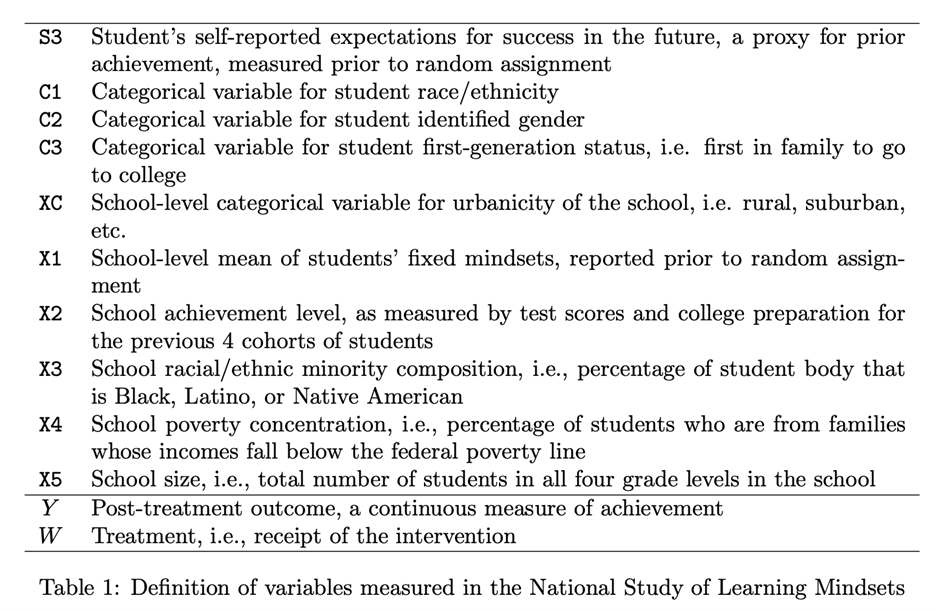 S3 Student's self-reported expectations for success in the future, a proxy for prior
achievement, measured prior to random assignment
C1 Categorical variable for student race/ethnicity
C2 Categorical variable for student identified gender
C3 Categorical variable for student first-generation status, i.e. first in family to go
to college
XC School-level categorical variable for urbanicity of the school, i.e. rural, suburban,
etc.
X1 School-level mean of students' fixed mindsets, reported prior to random assign-
ment
X2 School achievement level, as measured by test scores and college preparation for
the previous 4 cohorts of students
X3 School racial/ethnic minority composition, i.e., percentage of student body that
is Black, Latino, or Native American
X4 School poverty concentration, i.e., percentage of students who are from families
whose incomes fall below the federal poverty line
X5 School size, i.e., total number of students in all four grade levels in the school
Y Post-treatment outcome, a continuous measure of achievement
W Treatment, i.e., receipt of the intervention
Table 1: Definition of variables measured in the National Study of Learning Mindsets